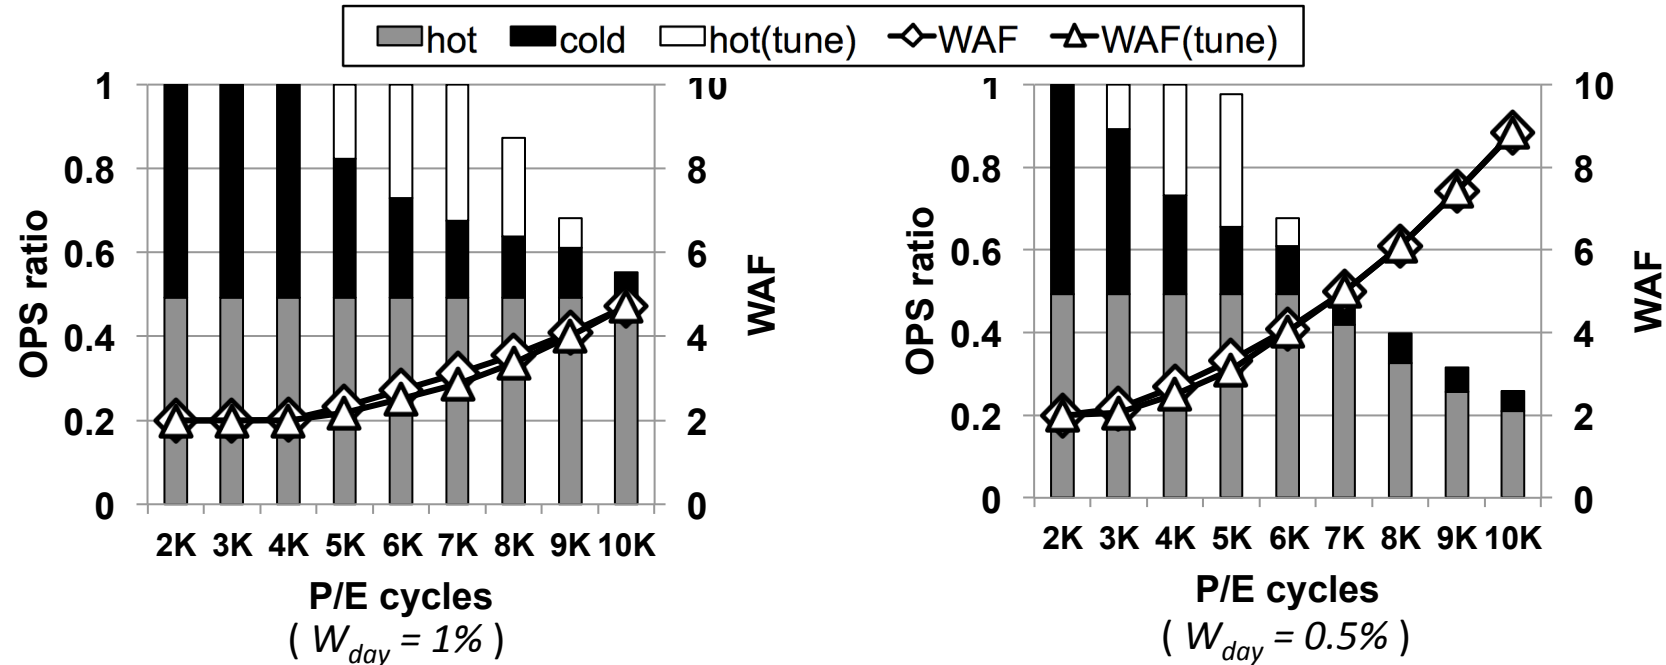 hot cold hot(tune) WAF WAF(tune)
1 0.8 0.6 0.4 0.2 0
OPS ratio
10 8 6 4 2 0
WAF
2K 3K 4K 5K 6K 7K 8K 9K 10K
P/E cycles
( Wday = 1% )
1 0.8 0.6 0.4 0.2 0
OPS ratio
10 8 6 4 2 0
WAF
2K 3K 4K 5K 6K 7K 8K 9K 10K
P/E cycles
( Wday = 0.5% )